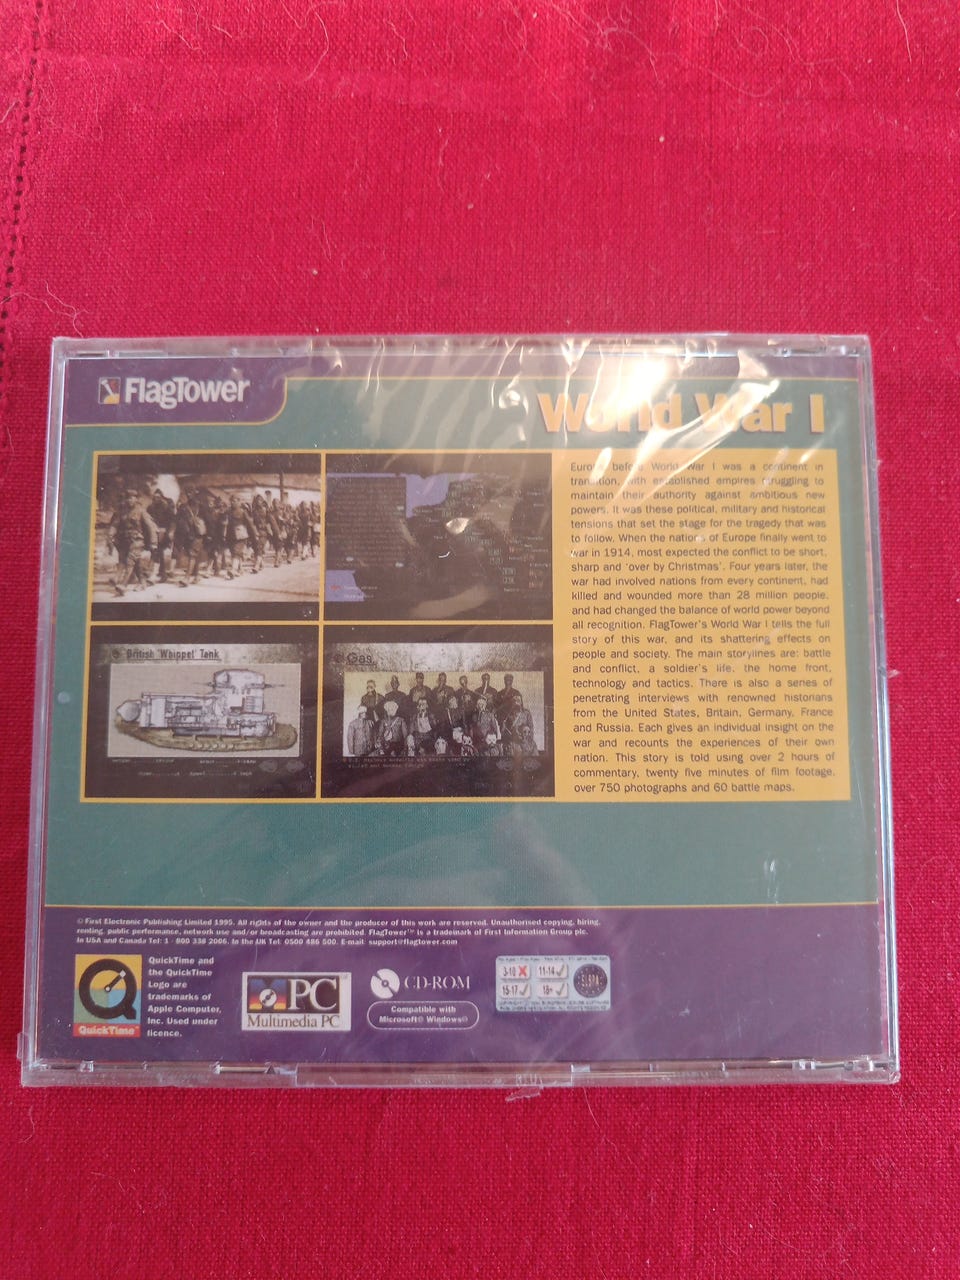 FlagTower
World War I
Europe before World War I was a continent in
transition, with established empires struggling to
maintain their authority against ambitious new
powers. It was these political, military and historical
tensions that set the stage for the tragedy that was
to follow. When the nations of Europe finally went to
war in 1914, most expected the conflict to be short,
sharp and 'over by Christmas'. Four years later, the
war had involved nations from every continent, had
killed and wounded more than 28 million people,
and had changed the balance of world power beyond
all recognition. FlagTower's World War I tells the full
story of this war, and its shattering effects on
people and society. The main storylines are: battle
and conflict, a soldier's life, the home front,
technology and tactics. There is also a series of
penetrating interviews with renowned historians
from the United States, Britain, Germany, France
and Russia. Each gives an individual insight on the
war and recounts the experiences of their own
nation. This story is told using over 2 hours of
commentary, twenty five minutes of film footage,
over 750 photographs and 60 battle maps.
British 'Whippet' Tank
Gas
© First Electronic Publishing Limited 1995. All rights of the owner and the producer of this work are reserved. Unauthorised copying, hiring,
renting, public performance, network use and/or broadcasting are prohibited. FlagTower™ is a trademark of First Information Group plc.
In USA and Canada Tel: 1 - 800 338 2006. In the UK Tel: 0500 486 500. E-mail: support@flagtower.com
QuickTime™
QuickTime and
the QuickTime
Logo are
trademarks of
Apple Computer,
Inc. Used under
licence.
MPC
Multimedia PC
CD-ROM
Compatible with
Microsoft® Windows®
3-10 11-14
15-17 18+
ELSPA